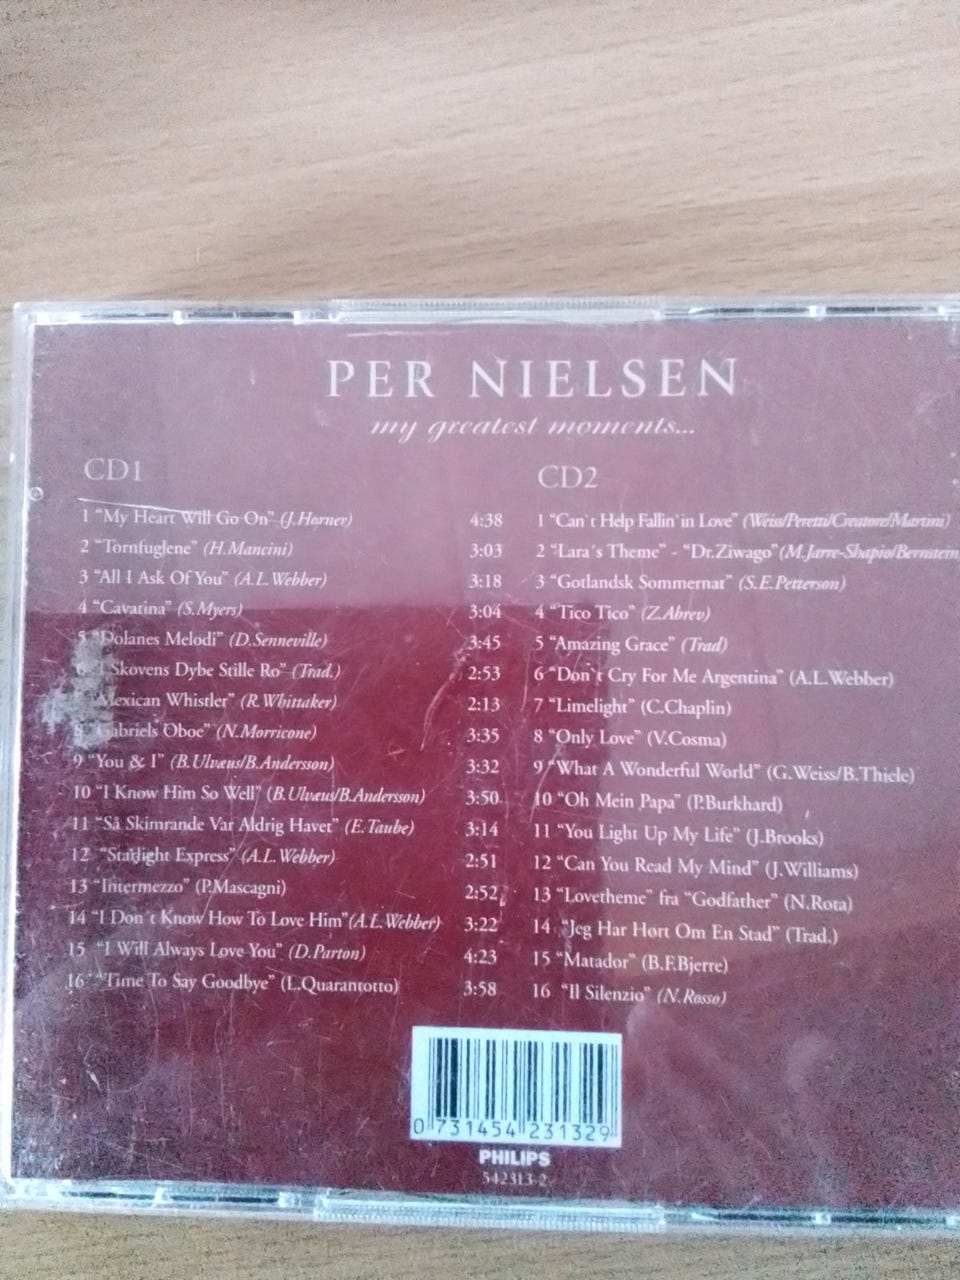 PER NIELSEN
my greatest moments...
CD1
1 "My Heart Will Go On" (J.Horner) 4:38
2 "Tornfuglene" (H.Mancini) 3:03
3 "All I Ask Of You" (A.L.Webber) 3:18
4 "Cavatina" (S.Myers) 3:04
5 "Dolanes Melodi" (D.Senneville) 3:45
6 "I Skovens Dybe Stille Ro" (Trad.) 2:53
"Mexican Whistler" (R.Whittaker) 2:13
8 "Gabriels Oboe" (N.Morricone) 3:35
9 "You & I" (B.Ulvæus/B.Andersson) 3:32
10 "I Know Him So Well" (B.Ulvæus/B.Andersson) 3:50
11 "Så Skimrande Var Aldrig Havet" (E.Taube) 3:14
12 "Starlight Express" (A.L.Webber) 2:51
13 "Intermezzo" (P.Mascagni) 2:52
14 "I Don´t Know How To Love Him" (A.L.Webber) 3:22
15 "I Will Always Love You" (D.Parton) 4:23
16 "Time To Say Goodbye" (L.Quarantotto) 3:58
CD2
1 "Can`t Help Fallin´in Love" (Weiss/Peretti/Creatore/Martini)
2 "Lara´s Theme" - "Dr.Ziwago" (M.Jarre-Shapio/Bernstein
3 "Gotlandsk Sommernat" (S.E.Petterson)
4 "Tico Tico" (Z.Abrev)
5 "Amazing Grace" (Trad)
6 "Don`t Cry For Me Argentina" (A.L.Webber)
7 "Limelight" (C.Chaplin)
8 "Only Love" (V.Cosma)
9 "What A Wonderful World" (G.Weiss/B.Thiele)
10 "Oh Mein Papa" (P.Burkhard)
11 "You Light Up My Life" (J.Brooks)
12 "Can You Read My Mind" (J.Williams)
13 "Lovetheme" fra "Godfather" (N.Rota)
14 "Jeg Har Hørt Om En Stad" (Trad.)
15 "Matador" (B.F.Bjerre)
16 "Il Silenzio" (N.Rosso)
0 731454 231329
PHILIPS
542313-2